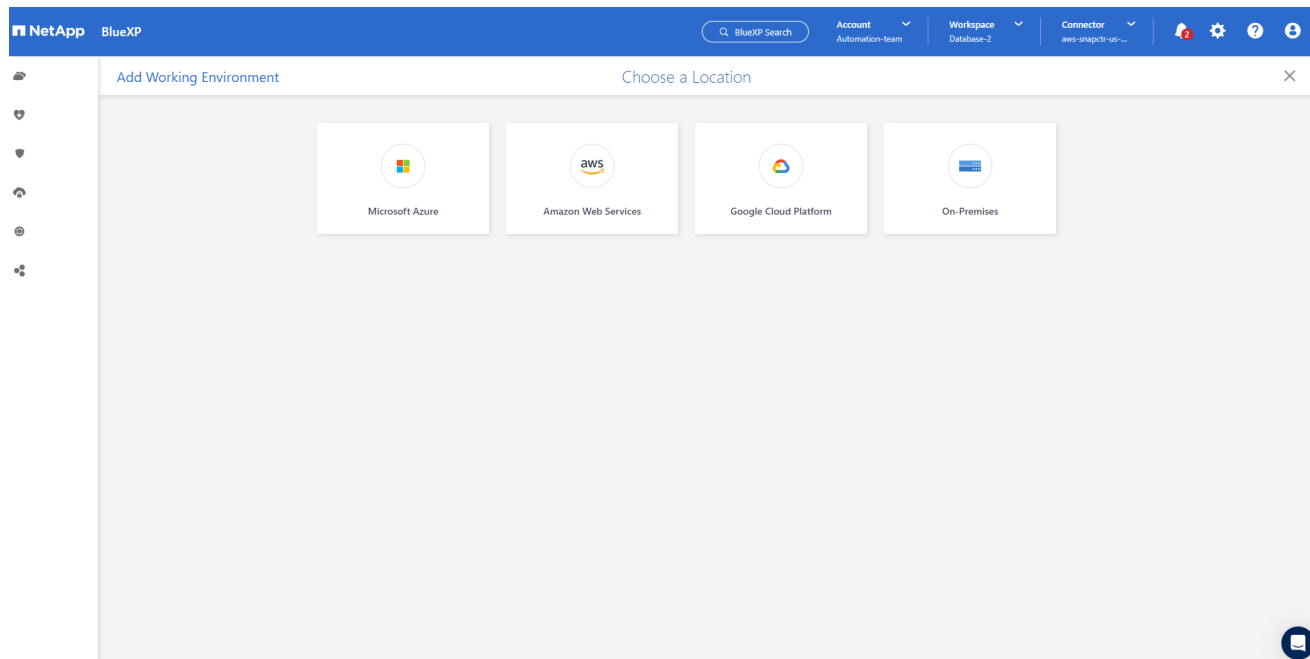 NetApp BlueXP
BlueXP Search
Account
Automation-team
Workspace
Database-2
Connector
aws-snapctr-us-...
2
Add Working Environment
Choose a Location
aws
Microsoft Azure
Amazon Web Services
Google Cloud Platform
On-Premises